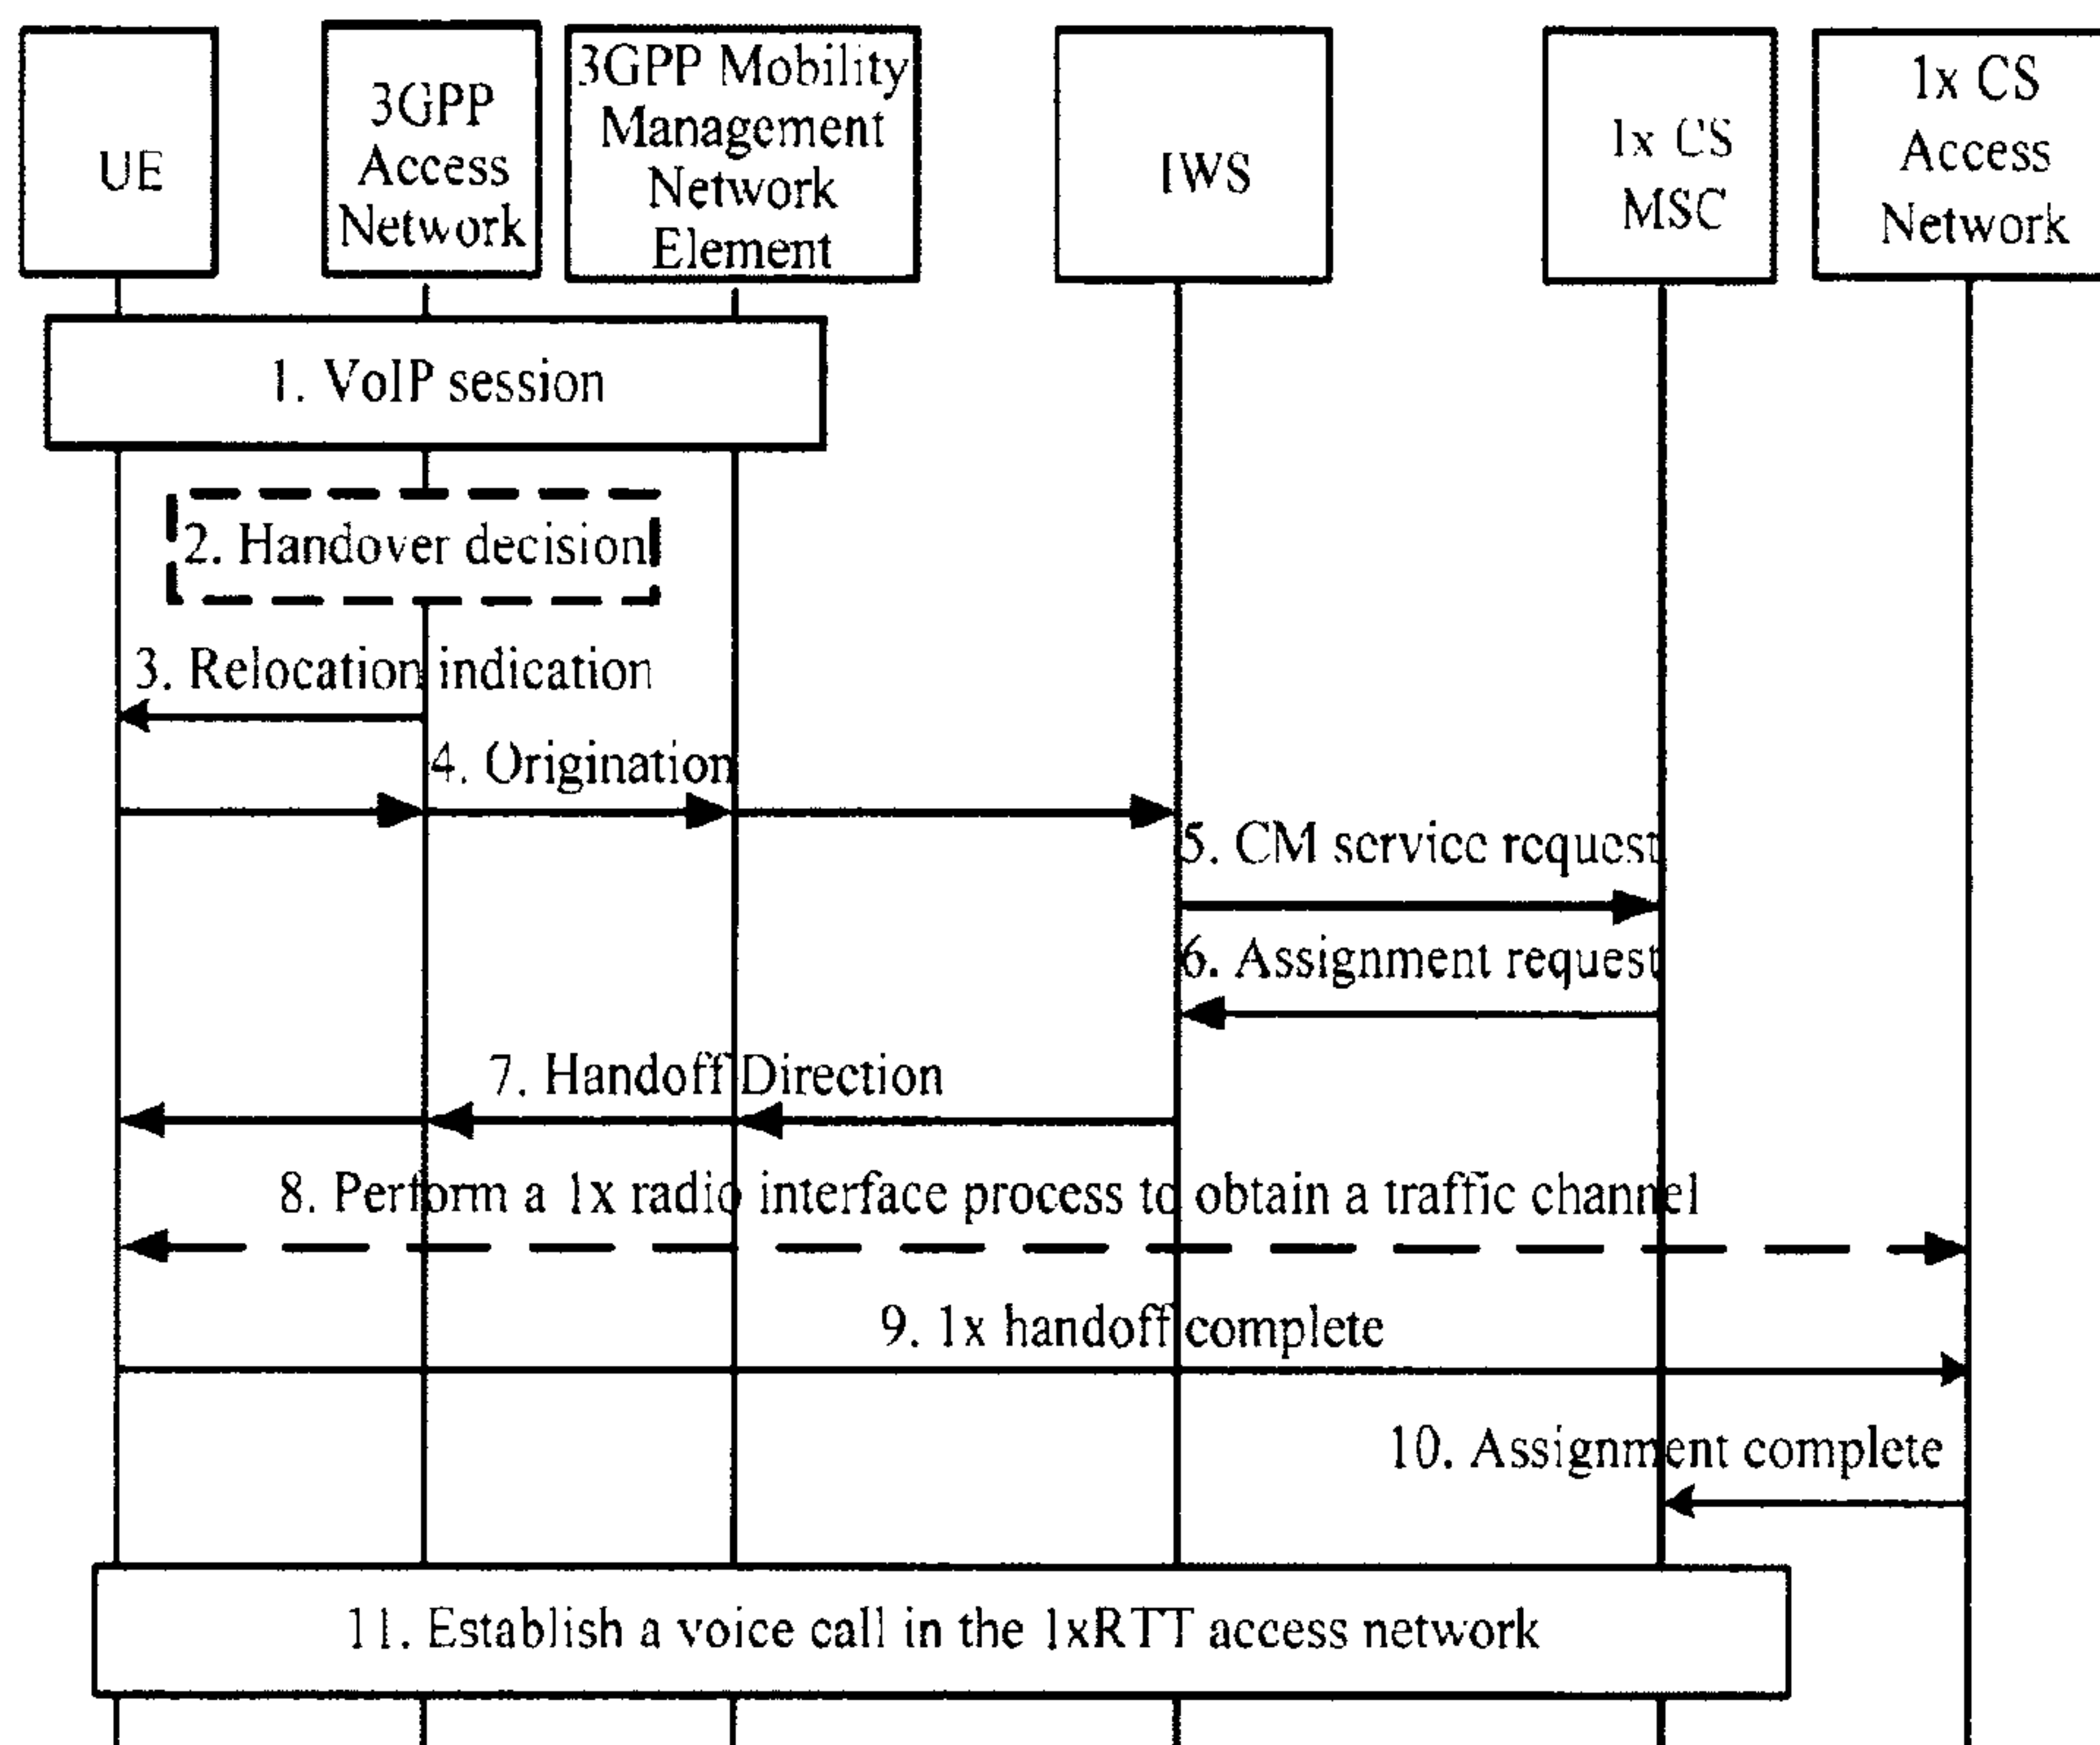 UE
3GPP
Access
Network
3GPP Mobility
Management
Network
Element
IWS
1x CS
MSC
1x CS
Access
Network
1. VoIP session
2. Handover decision
3. Relocation indication
4. Origination
5. CM service request
6. Assignment request
7. Handoff Direction
8. Perform a 1x radio interface process to obtain a traffic channel
9. 1x handoff complete
10. Assignment complete
11. Establish a voice call in the 1xRTT access network